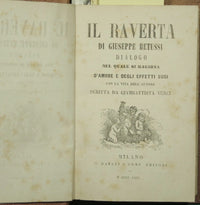 IL RAVERTA
DI GIUSEPPE BETUSSI
DIALOGO
NEL QUALE SI RAGIONA
D'AMORE E DEGLI EFFETTI SUOI
CON LA VITA DELL'AUTORE
SCRITTA DA GIAMBATTISTA VERCI
MILANO
G. DAELLI E COMP. EDITORI